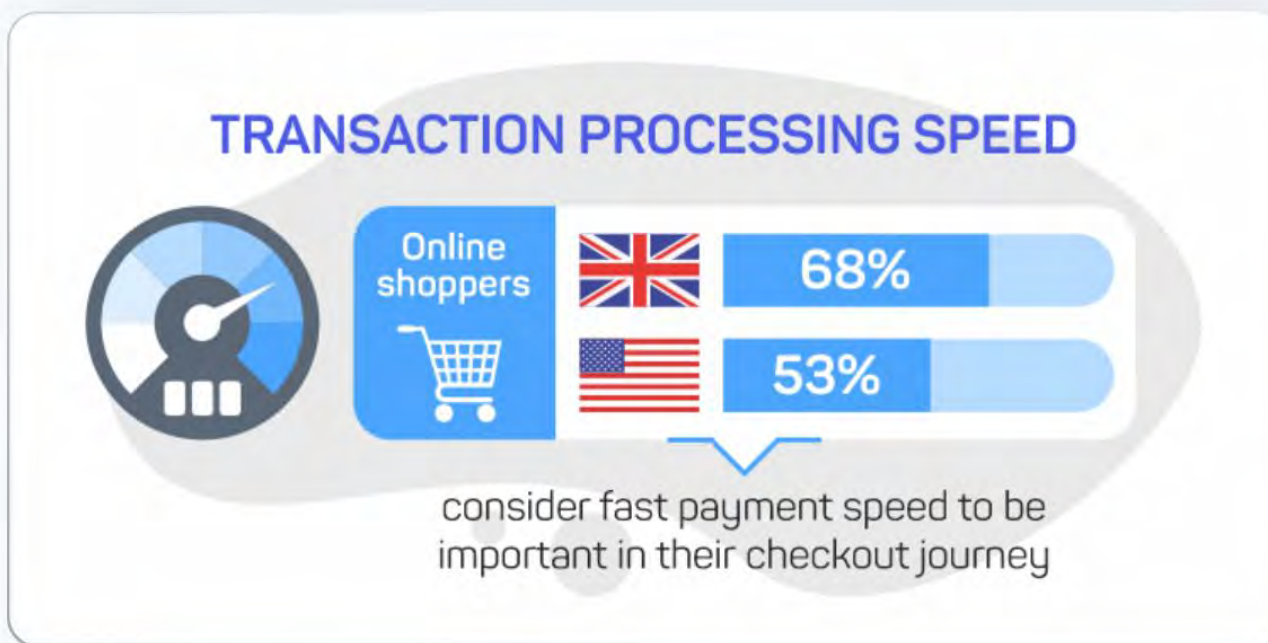 TRANSACTION PROCESSING SPEED
Online
shoppers
68%
53%
consider fast payment speed to be
important in their checkout journey